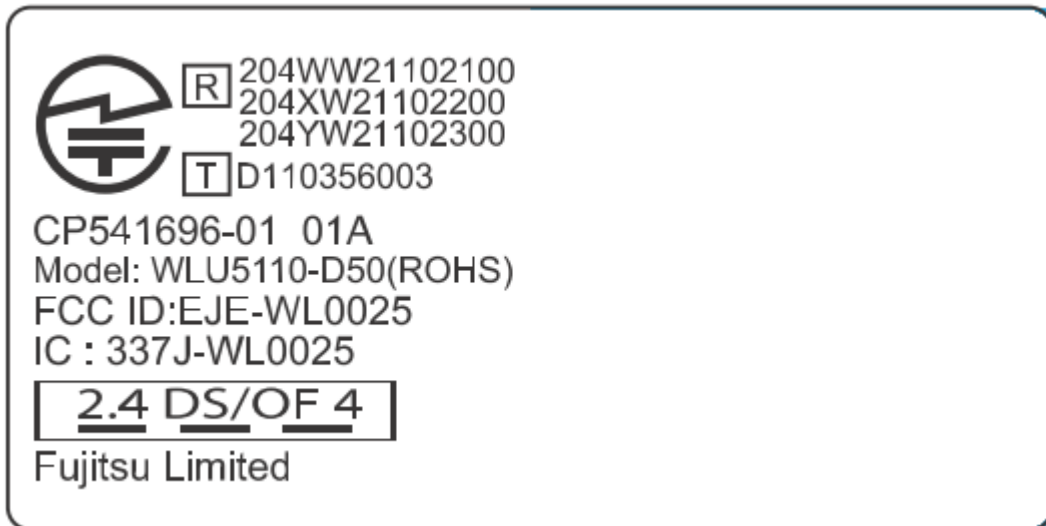 R 204WW21102100
204XW21102200
204YW21102300
T D110356003
CP541696-01 01A
Model: WLU5110-D50(ROHS)
FCC ID:EJE-WL0025
IC : 337J-WL0025
2.4 DS/OF 4
Fujitsu Limited